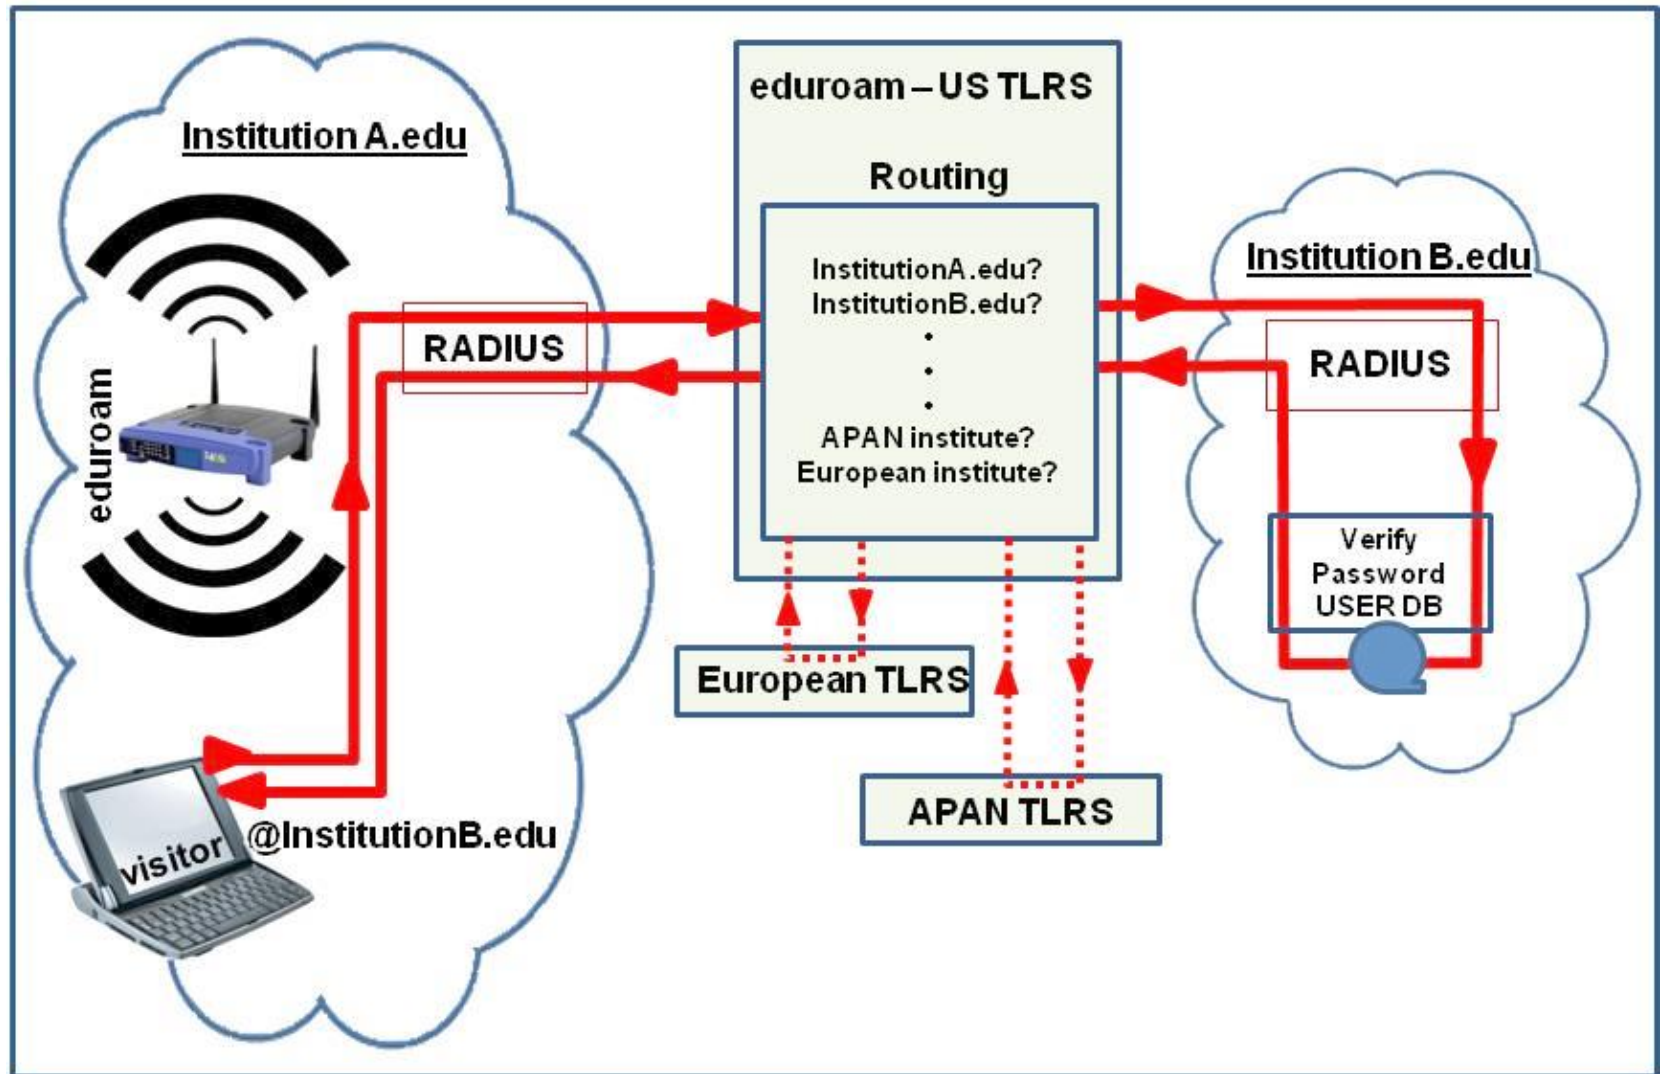 Institution A.edu
eduroam
RADIUS
visitor
@InstitutionB.edu
eduroam – US TLRS
Routing
InstitutionA.edu?
InstitutionB.edu?
APAN institute?
European institute?
European TLRS
APAN TLRS
Institution B.edu
RADIUS
Verify
Password
USER DB